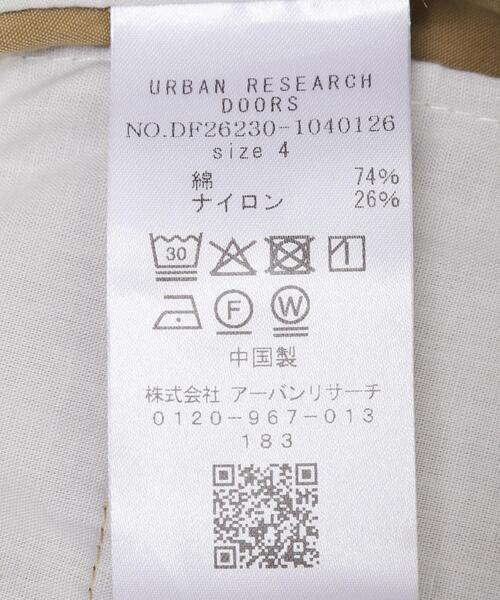 URBAN RESEARCH
DOORS
NO.DF26230-1040126
size 4
綿 74%
ナイロン 26%
30
F W
中国製
株式会社 アーバンリサーチ
0120-967-013
183